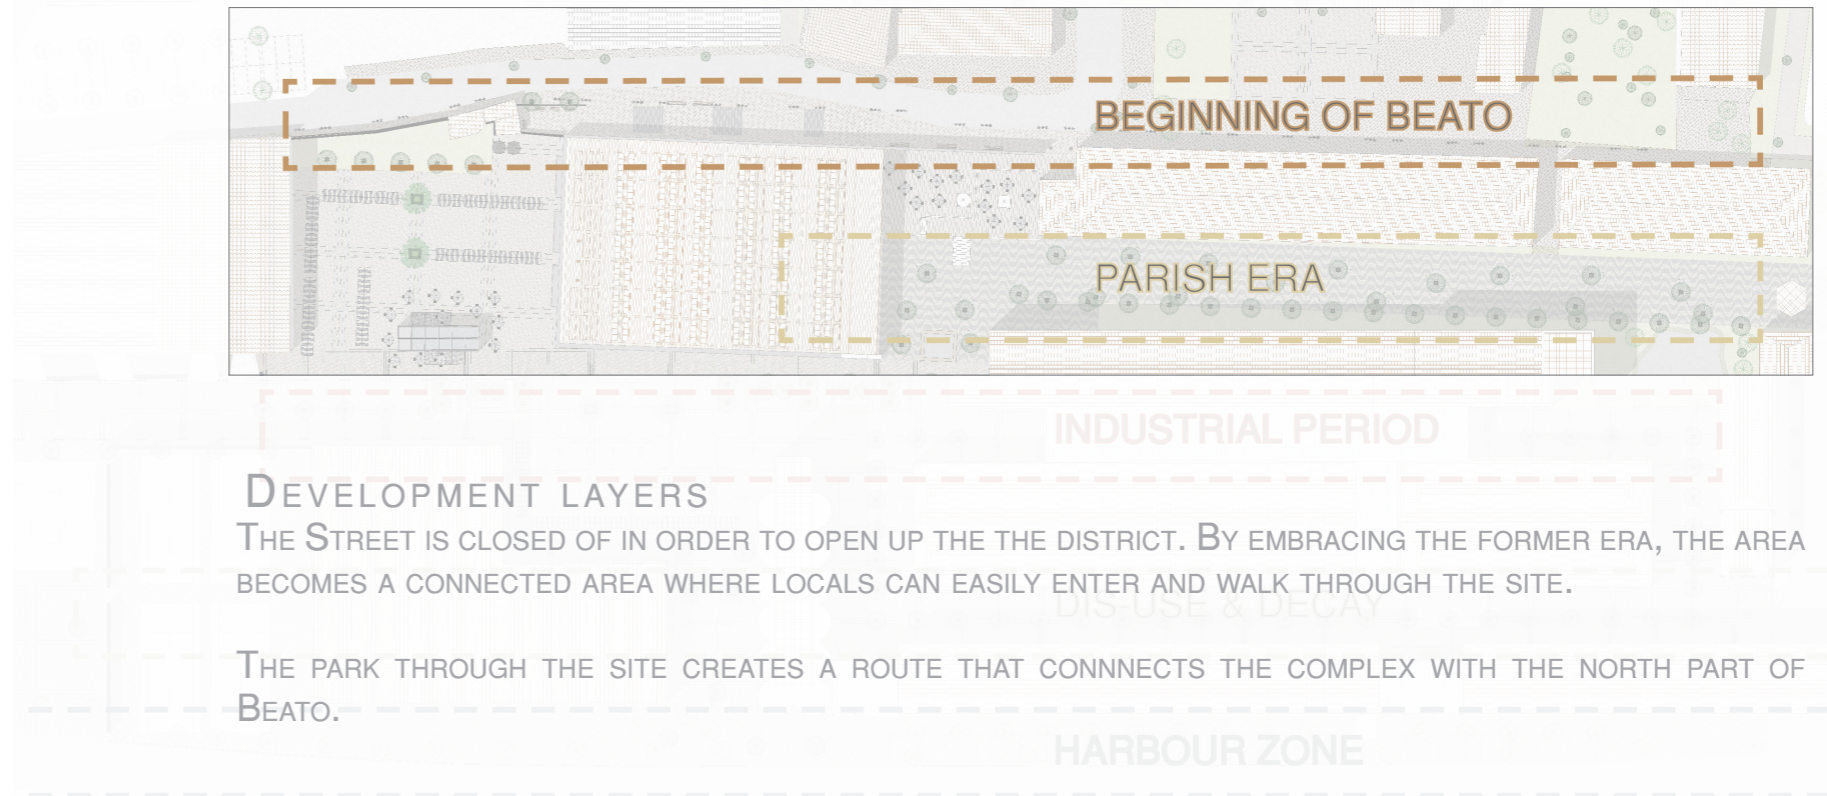 BEGINNING OF BEATO
PARISH ERA
INDUSTRIAL PERIOD
DEVELOPMENT LAYERS
THE STREET IS CLOSED OF IN ORDER TO OPEN UP THE THE DISTRICT. BY EMBRACING THE FORMER ERA, THE AREA
BECOMES A CONNECTED AREA WHERE LOCALS CAN EASILY ENTER AND WALK THROUGH THE SITE.
DIS-USE & DECAY
THE PARK THROUGH THE SITE CREATES A ROUTE THAT CONNNECTS THE COMPLEX WITH THE NORTH PART OF
BEATO.
HARBOUR ZONE